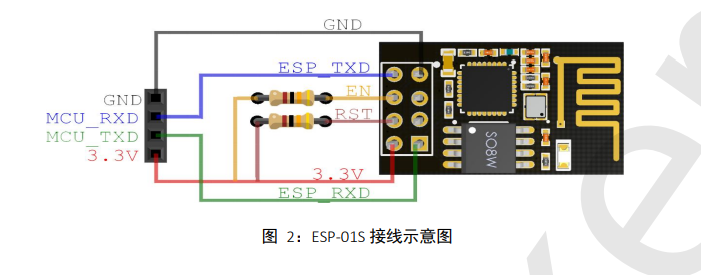 GND
ESP_TXD
EN
GND
MCU_RXD
RST
MCU_TXD
3.3V
3.3V
ESP_RXD
SO8W
图 2：ESP-01S 接线示意图